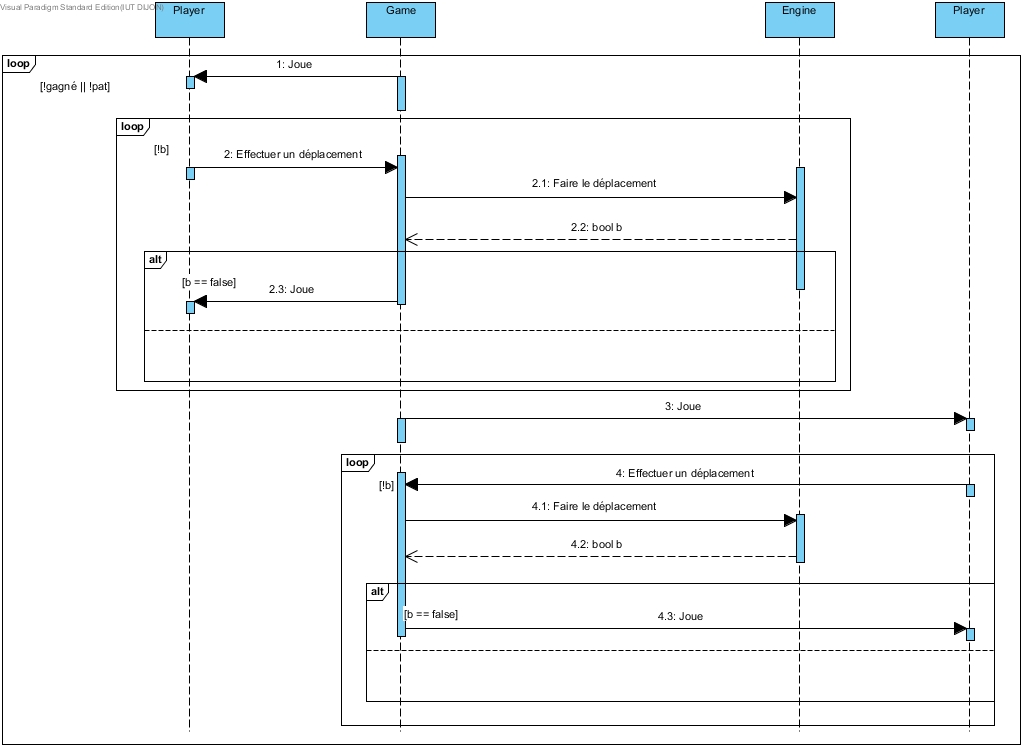 Visual Paradigm Standard Edition(IUT DIJON)
Player
Game
Engine
Player
loop
1: Joue
[!gagné || !pat]
loop
[!b]
2: Effectuer un déplacement
2.1: Faire le déplacement
2.2: bool b
alt
[b == false]
2.3: Joue
3: Joue
loop
4: Effectuer un déplacement
[!b]
4.1: Faire le déplacement
4.2: bool b
alt
[b == false]
4.3: Joue